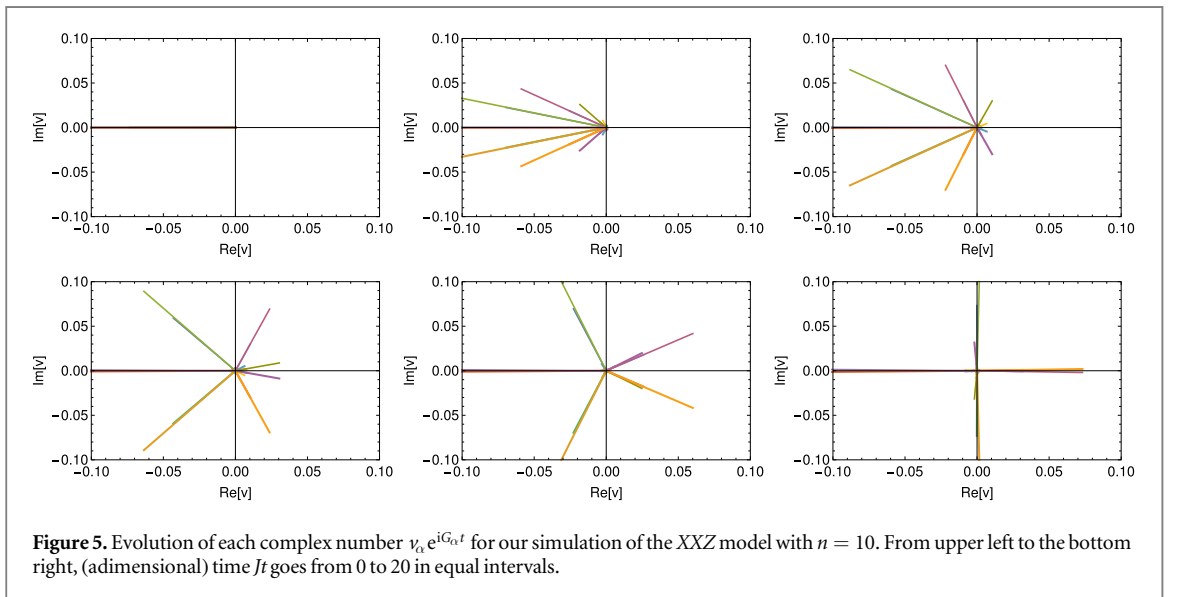 0.10 0.10 0.10
0.05 0.05 0.05
Im[v] 0.00 Im[v] 0.00 Im[v] 0.00
−0.05 −0.05 −0.05
−0.10 −0.10 −0.10
−0.10 −0.05 0.00 0.05 0.10 −0.10 −0.05 0.00 0.05 0.10 −0.10 −0.05 0.00 0.05 0.10
Re[v] Re[v] Re[v]
0.10 0.10 0.10
0.05 0.05 0.05
Im[v] 0.00 Im[v] 0.00 Im[v] 0.00
−0.05 −0.05 −0.05
−0.10 −0.10 −0.10
−0.10 −0.05 0.00 0.05 0.10 −0.10 −0.05 0.00 0.05 0.10 −0.10 −0.05 0.00 0.05 0.10
Re[v] Re[v] Re[v]
Figure 5. Evolution of each complex number ν_α e^{iG_α t} for our simulation of the XXZ model with n = 10. From upper left to the bottom
right, (adimensional) time Jt goes from 0 to 20 in equal intervals.